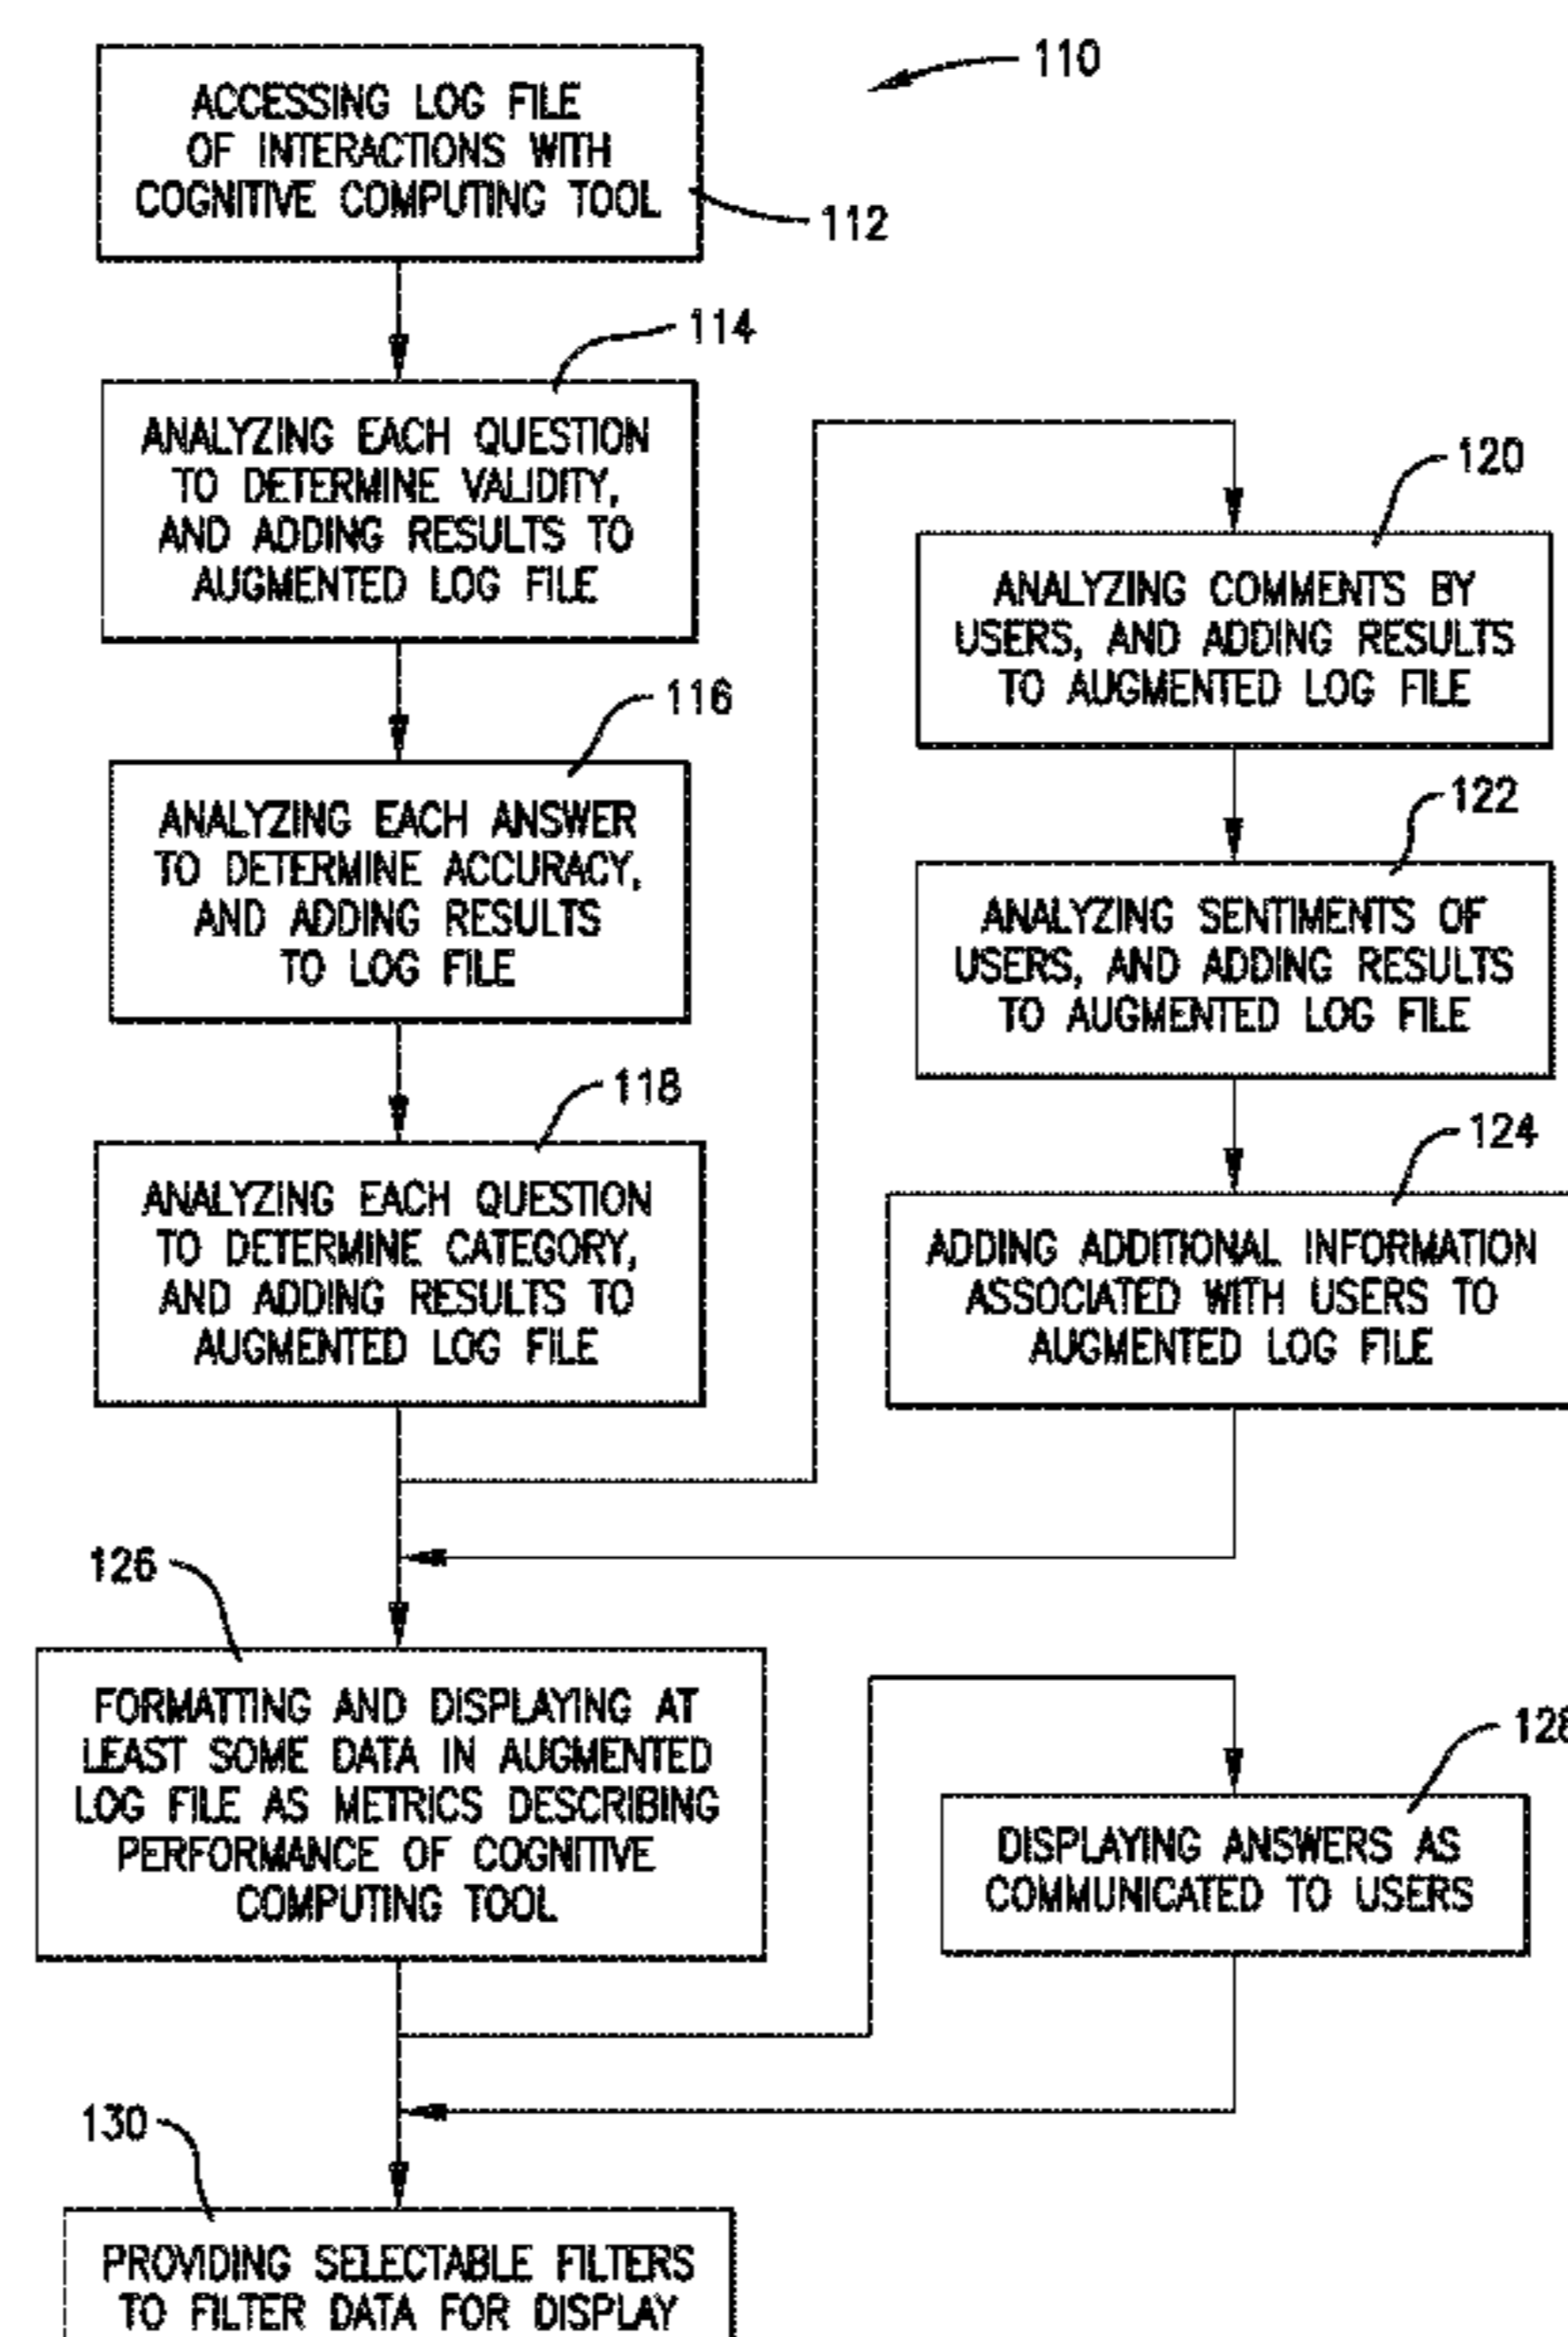 110
ACCESSING LOG FILE
OF INTERACTIONS WITH
COGNITIVE COMPUTING TOOL
112
114
ANALYZING EACH QUESTION
TO DETERMINE VALIDITY,
AND ADDING RESULTS TO
AUGMENTED LOG FILE
116
ANALYZING EACH ANSWER
TO DETERMINE ACCURACY,
AND ADDING RESULTS
TO LOG FILE
118
ANALYZING EACH QUESTION
TO DETERMINE CATEGORY,
AND ADDING RESULTS TO
AUGMENTED LOG FILE
120
ANALYZING COMMENTS BY
USERS, AND ADDING RESULTS
TO AUGMENTED LOG FILE
122
ANALYZING SENTIMENTS OF
USERS, AND ADDING RESULTS
TO AUGMENTED LOG FILE
124
ADDING ADDITIONAL INFORMATION
ASSOCIATED WITH USERS TO
AUGMENTED LOG FILE
126
FORMATTING AND DISPLAYING AT
LEAST SOME DATA IN AUGMENTED
LOG FILE AS METRICS DESCRIBING
PERFORMANCE OF COGNITIVE
COMPUTING TOOL
128
DISPLAYING ANSWERS AS
COMMUNICATED TO USERS
130
PROVIDING SELECTABLE FILTERS
TO FILTER DATA FOR DISPLAY